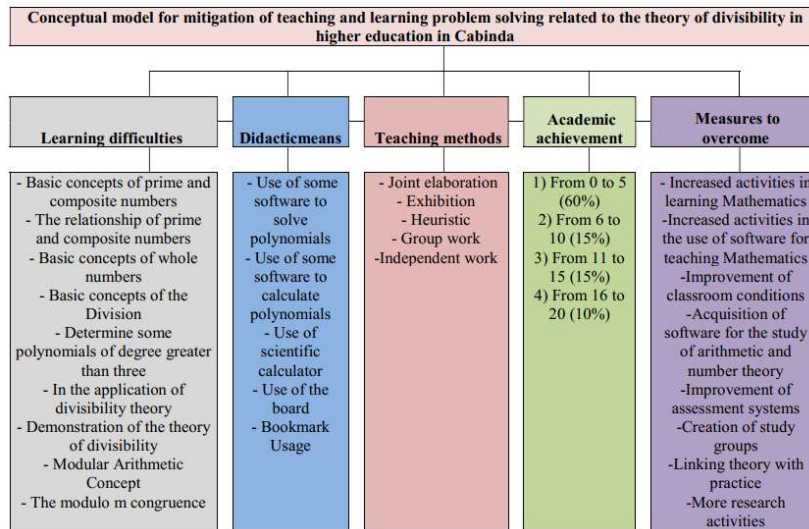 Conceptual model for mitigation of teaching and learning problem solving related to the theory of divisibility in
higher education in Cabinda
Learning difficulties
- Basic concepts of prime and
composite numbers
- The relationship of prime
and composite numbers
- Basic concepts of whole
numbers
- Basic concepts of the
Division
- Determine some
polynomials of degree greater
than three
- In the application of
divisibility theory
- Demonstration of the theory
of divisibility
- Modular Arithmetic
Concept
- The modulo m congruence
Didacticmeans
- Use of some
software to
solve
polynomials
- Use of some
software to
calculate
polynomials
- Use of
scientific
calculator
- Use of the
board
- Bookmark
Usage
Teaching methods
- Joint elaboration
- Exhibition
- Heuristic
- Group work
-Independent work
Academic
achievement
1) From 0 to 5
(60%)
2) From 6 to
10 (15%)
3) From 11 to
15 (15%)
4) From 16 to
20 (10%)
Measures to
overcome
- Increased activities in
learning Mathematics
- Increased activities in
the use of software for
teaching Mathematics
-Improvement of
classroom conditions
-Acquisition of
software for the study
of arithmetic and
number theory
-Improvement of
assessment systems
-Creation of study
groups
-Linking theory with
practice
-More research
activities